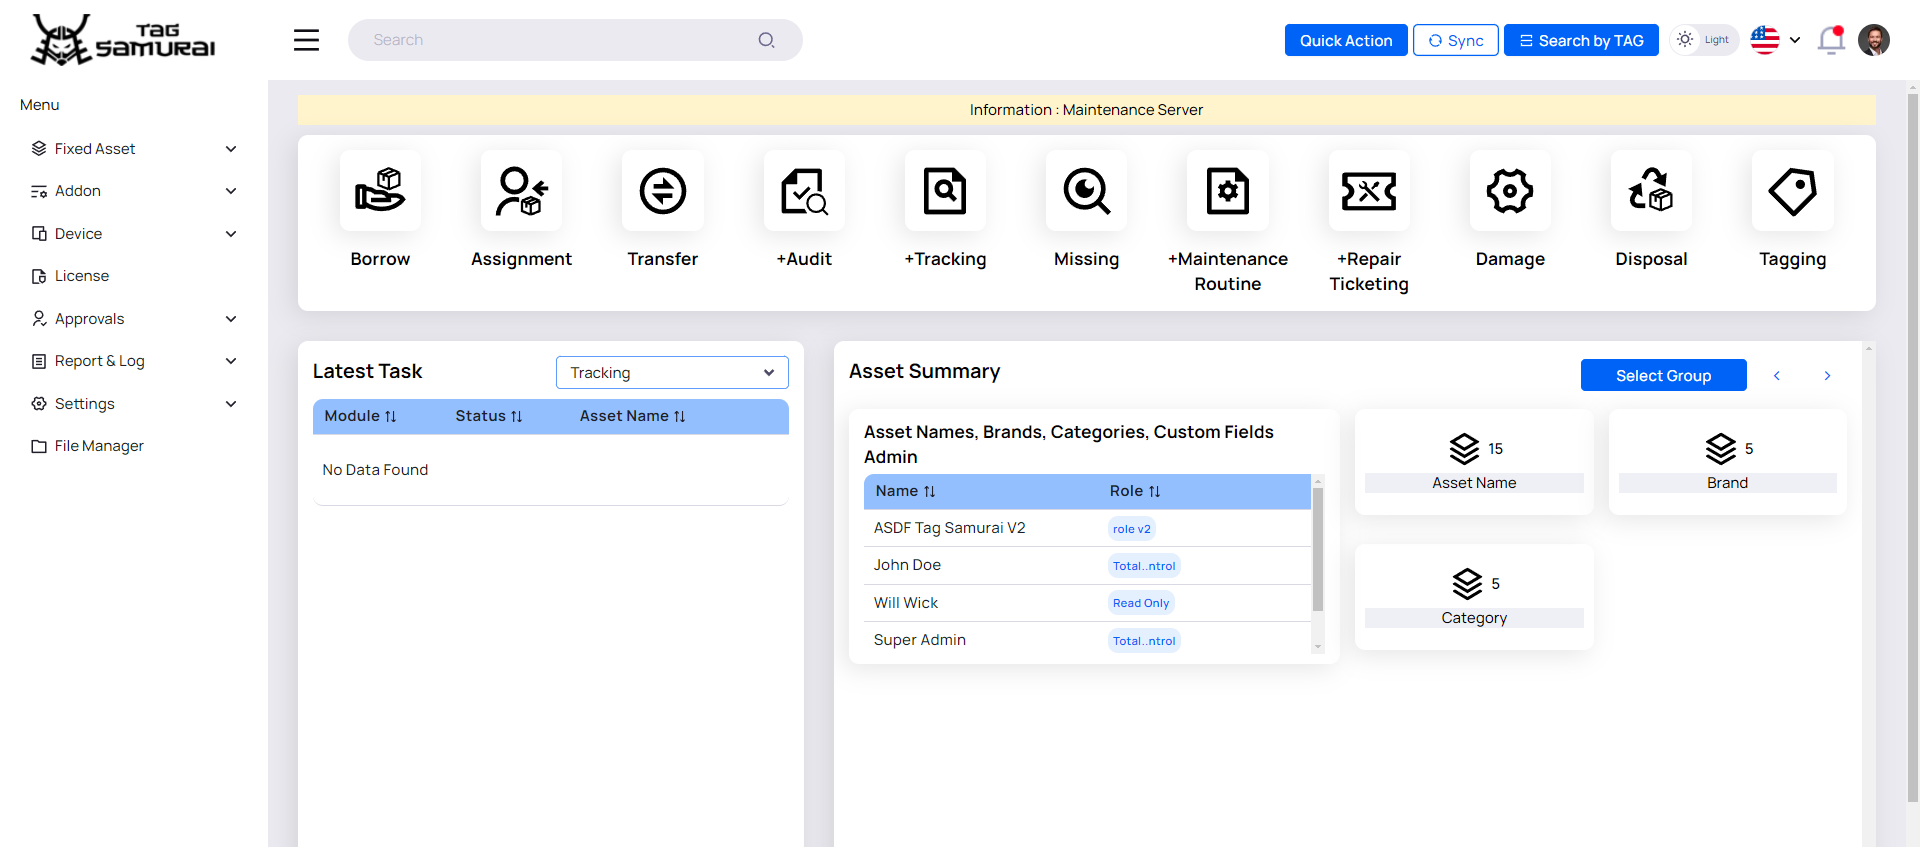 TAG
SAMURAI
Search
Quick Action
Sync
Search by TAG
Light
Menu
Fixed Asset
Addon
Device
License
Approvals
Report & Log
Settings
File Manager
Information : Maintenance Server
Borrow
Assignment
Transfer
+Audit
+Tracking
Missing
+Maintenance
Routine
+Repair
Ticketing
Damage
Disposal
Tagging
Latest Task
Tracking
Module
Status
Asset Name
No Data Found
Asset Summary
Select Group
Asset Names, Brands, Categories, Custom Fields
Admin
Name
Role
ASDF Tag Samurai V2
role v2
John Doe
Total..ntrol
Will Wick
Read Only
Super Admin
Total..ntrol
15
Asset Name
5
Brand
5
Category